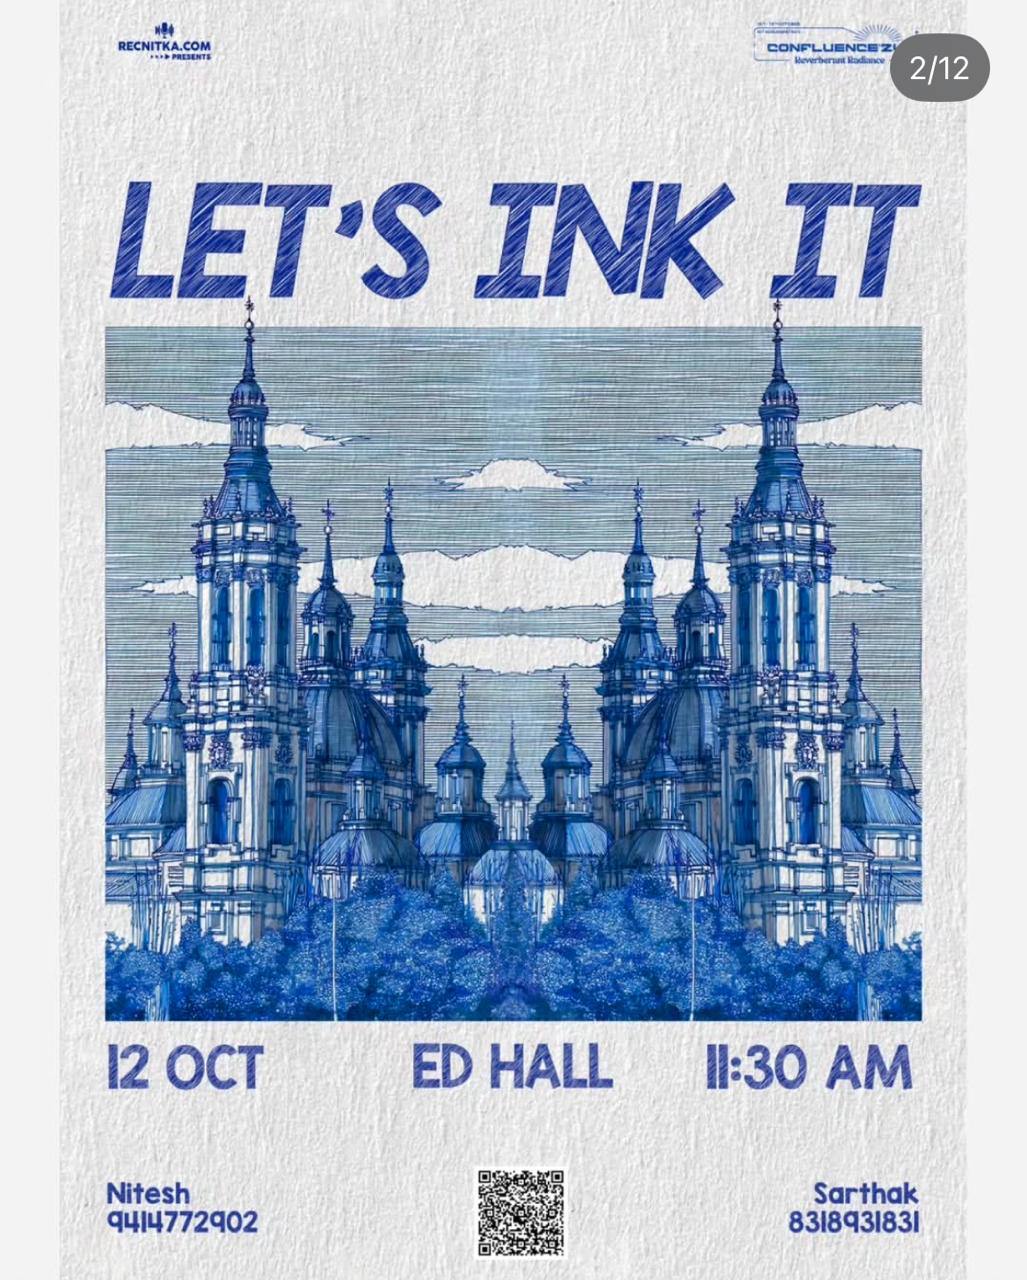 RECNITKA.COM
PRESENTS
CONFLUENCE
Reverberant Radiance
2/12
LET'S INK IT
12 OCT
ED HALL
11:30 AM
Nitesh
9414772902
Sarthak
8318931831